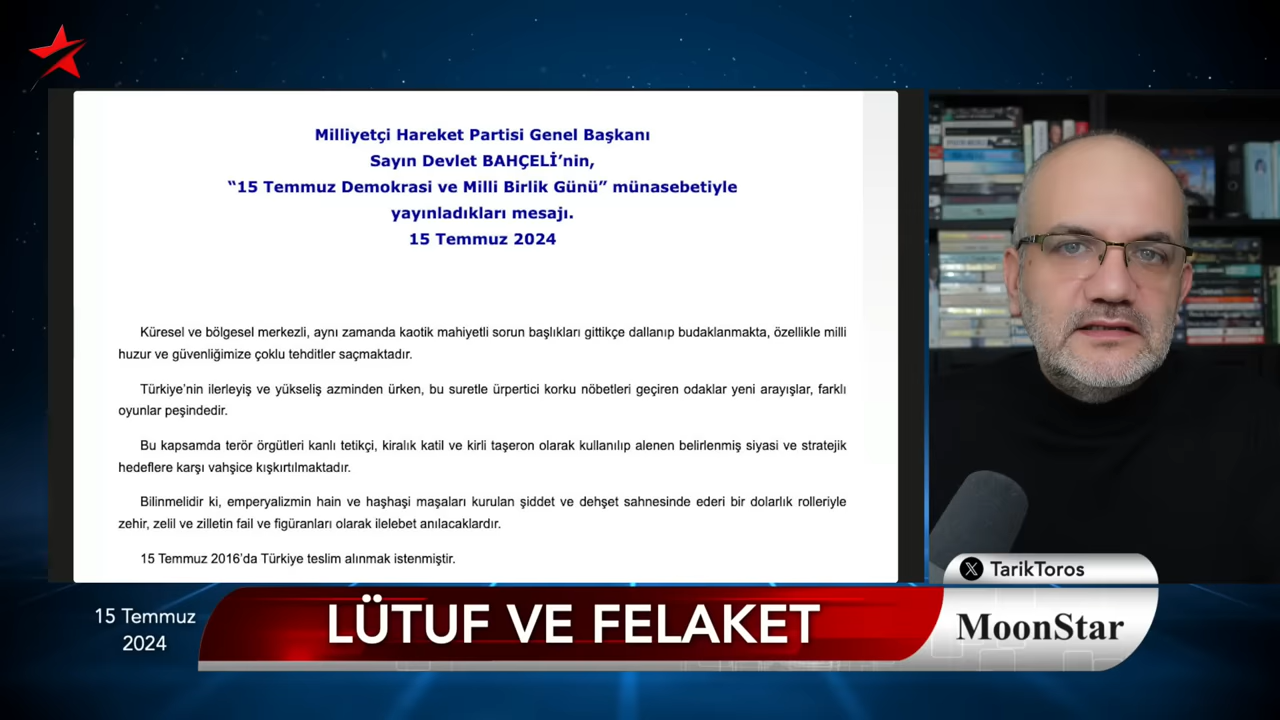 Milliyetçi Hareket Partisi Genel Başkanı
Sayın Devlet BAHÇELİ’nin,
“15 Temmuz Demokrasi ve Milli Birlik Günü” münasebetiyle
yayınladıkları mesajı.
15 Temmuz 2024
Küresel ve bölgesel merkezli, aynı zamanda kaotik mahiyetli sorun başlıkları gittikçe dallanıp budaklanmakta, özellikle milli
huzur ve güvenliğimize çoklu tehditler saçmaktadır.
Türkiye’nin ilerleyiş ve yükseliş azminden ürken, bu suretle ürpertici korku nöbetleri geçiren odaklar yeni arayışlar, farklı
oyunlar peşindedir.
Bu kapsamda terör örgütleri kanlı tetikçi, kiralık katil ve kirli taşeron olarak kullanılıp alenen belirlenmiş siyasi ve stratejik
hedeflere karşı vahşice kışkırtılmaktadır.
Bilinmelidir ki, emperyalizmin hain ve haşhaşi maşaları kurulan şiddet ve dehşet sahnesinde ederi bir dolarlık rolleriyle
zehir, zelil ve zilletin fail ve figüranları olarak ilelebet anılacaklardır.
15 Temmuz 2016’da Türkiye teslim alınmak istenmiştir.
X TarikToros
15 Temmuz
2024
LÜTUF VE FELAKET
MoonStar